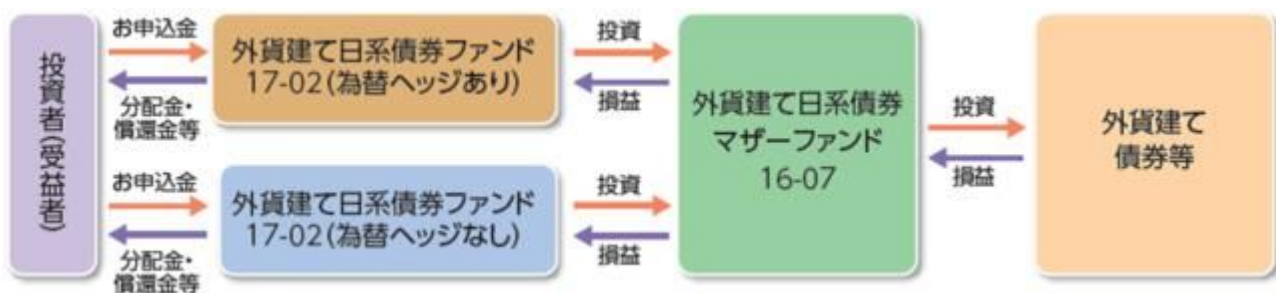 投資者(受益者)
お申込金
分配金・
償還金等
外貨建て日系債券ファンド
17-02(為替ヘッジあり)
投資
損益
お申込金
分配金・
償還金等
外貨建て日系債券ファンド
17-02(為替ヘッジなし)
投資
損益
外貨建て日系債券
マザーファンド
16-07
投資
損益
外貨建て
債券等